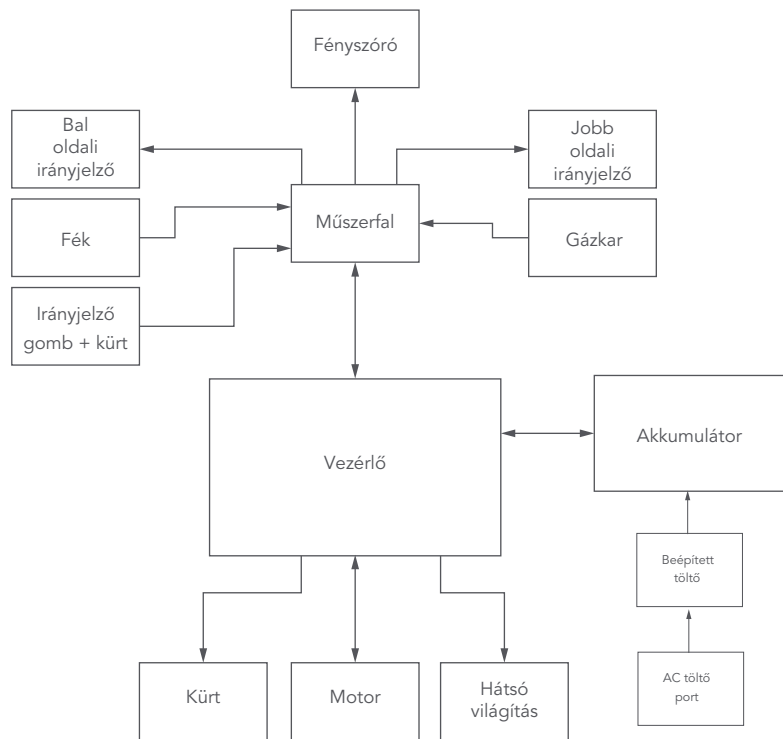 Fényszóró
Bal
oldali
irányjelző
Jobb
oldali
irányjelző
Műszerfal
Fék
Gázkar
Irányjelző
gomb + kürt
Vezérlő
Akkumulátor
Beépített
töltő
Kürt
Motor
Hátsó
világítás
AC töltő
port